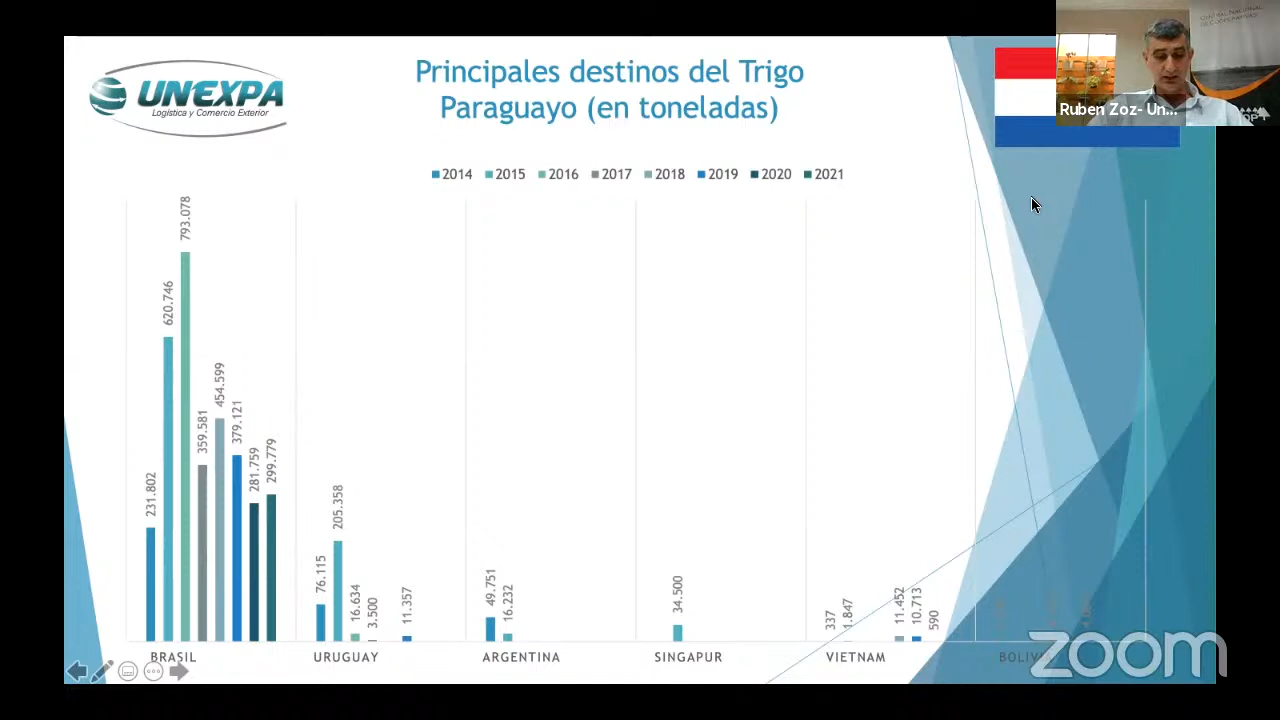 UNEXPA
Logística y Comercio Exterior
Principales destinos del Trigo
Paraguayo (en toneladas)
Ruben Zoz- Un...
2014 2015 2016 2017 2018 2019 2020 2021
231.802
620.746
793.078
359.581
454.599
379.121
281.759
299.779
76.115
205.358
16.634
3.500
11.357
49.751
16.232
34.500
337
1.847
11.452
10.713
590
BRASIL URUGUAY ARGENTINA SINGAPUR VIETNAM
zoom